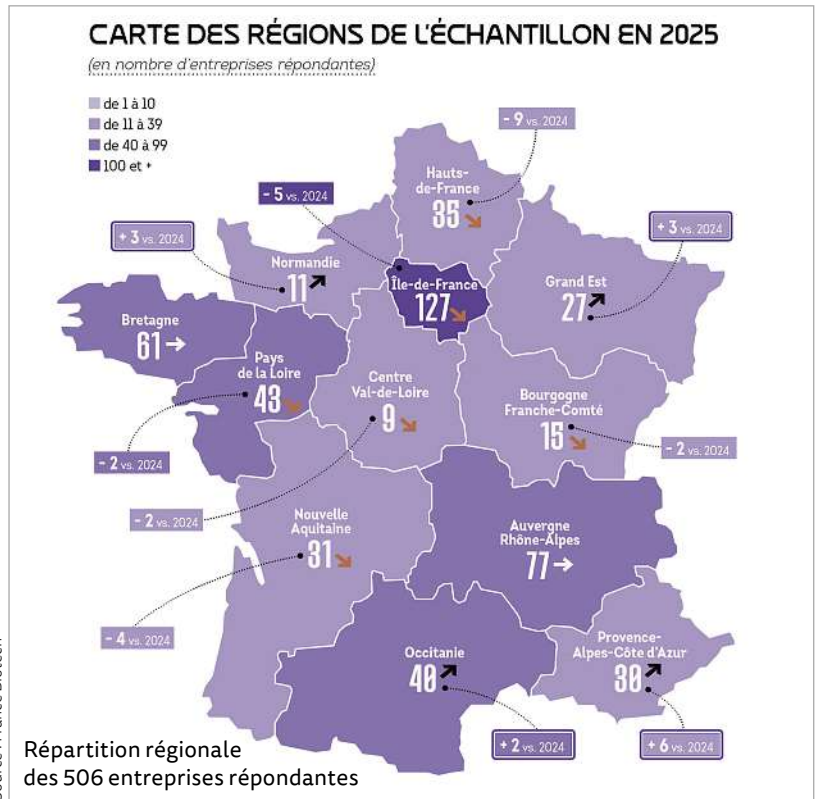 CARTE DES RÉGIONS DE L'ÉCHANTILLON EN 2025
(en nombre d'entreprises répondantes)
de 1 à 10
de 11 à 39
de 40 à 99
100 et +
- 9 vs. 2024
Hauts-
de-France
35
- 5 vs. 2024
+ 3 vs. 2024
+ 3 vs. 2024
Normandie
11
Île-de-France
127
Grand Est
27
Bretagne
61
Pays
de la Loire
43
Centre
Val-de-Loire
9
Bourgogne
Franche-Comté
15
- 2 vs. 2024
- 2 vs. 2024
- 2 vs. 2024
Nouvelle
Aquitaine
31
Auvergne
Rhône-Alpes
77
- 4 vs. 2024
Occitanie
40
Provence-
Alpes-Côte d'Azur
30
+ 2 vs. 2024
+ 6 vs. 2024
Répartition régionale
des 506 entreprises répondantes